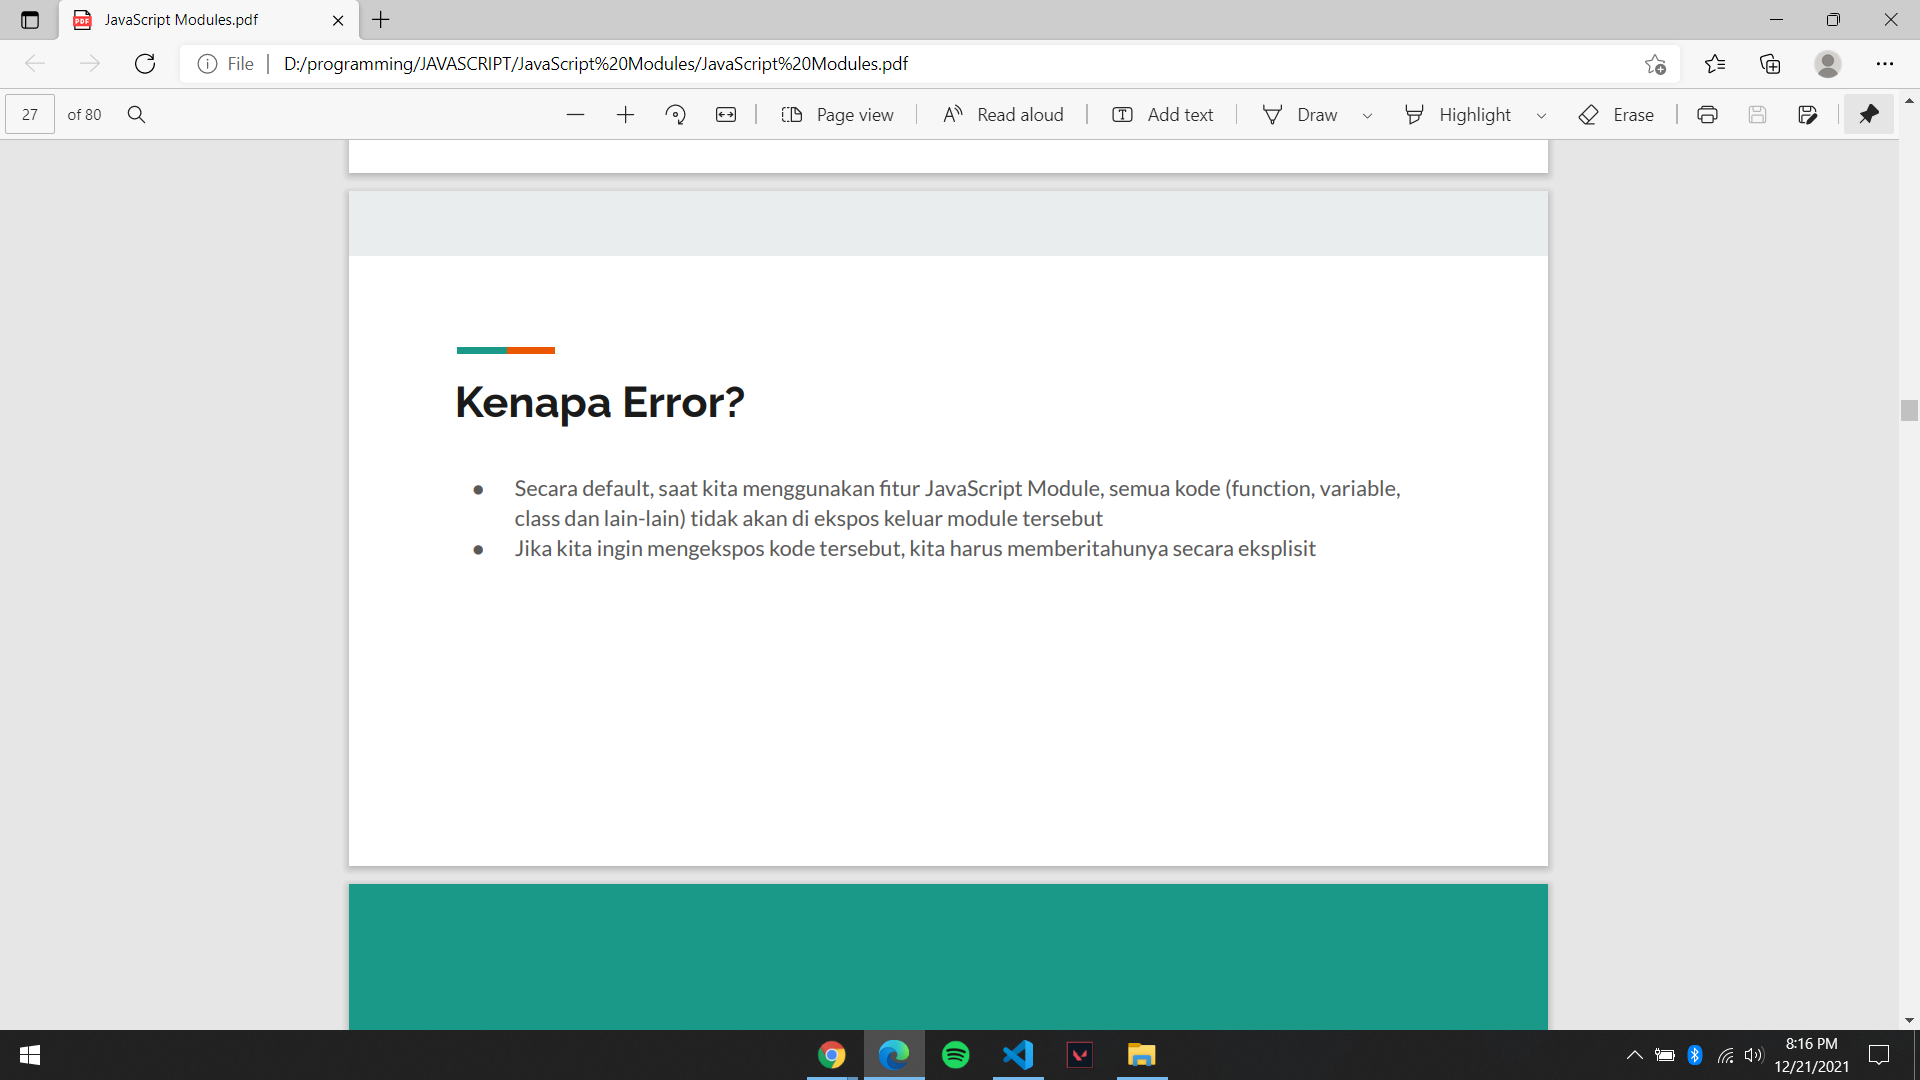 JavaScript Modules.pdf
File
D:/programming/JAVASCRIPT/JavaScript%20Modules/JavaScript%20Modules.pdf
27 of 80
Page view
Read aloud
Add text
Draw
Highlight
Erase
Kenapa Error?
● Secara default, saat kita menggunakan fitur JavaScript Module, semua kode (function, variable,
class dan lain-lain) tidak akan di ekspos keluar module tersebut
● Jika kita ingin mengekspos kode tersebut, kita harus memberitahunya secara eksplisit
8:16 PM
12/21/2021